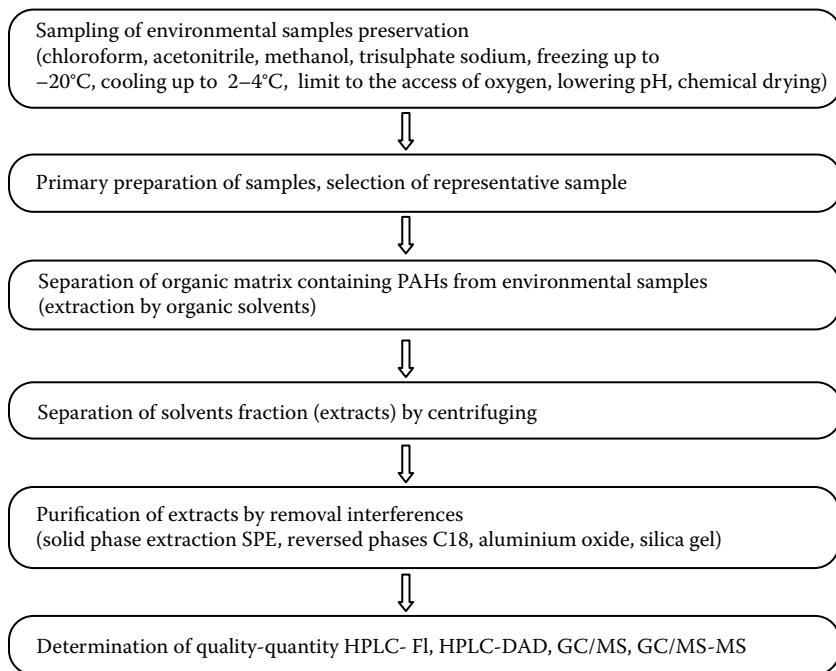 Sampling of environmental samples preservation
(chloroform, acetonitrile, methanol, trisulphate sodium, freezing up to
–20°C, cooling up to 2–4°C, limit to the access of oxygen, lowering pH, chemical drying)
Primary preparation of samples, selection of representative sample
Separation of organic matrix containing PAHs from environmental samples
(extraction by organic solvents)
Separation of solvents fraction (extracts) by centrifuging
Purification of extracts by removal interferences
(solid phase extraction SPE, reversed phases C18, aluminium oxide, silica gel)
Determination of quality-quantity HPLC- Fl, HPLC-DAD, GC/MS, GC/MS-MS